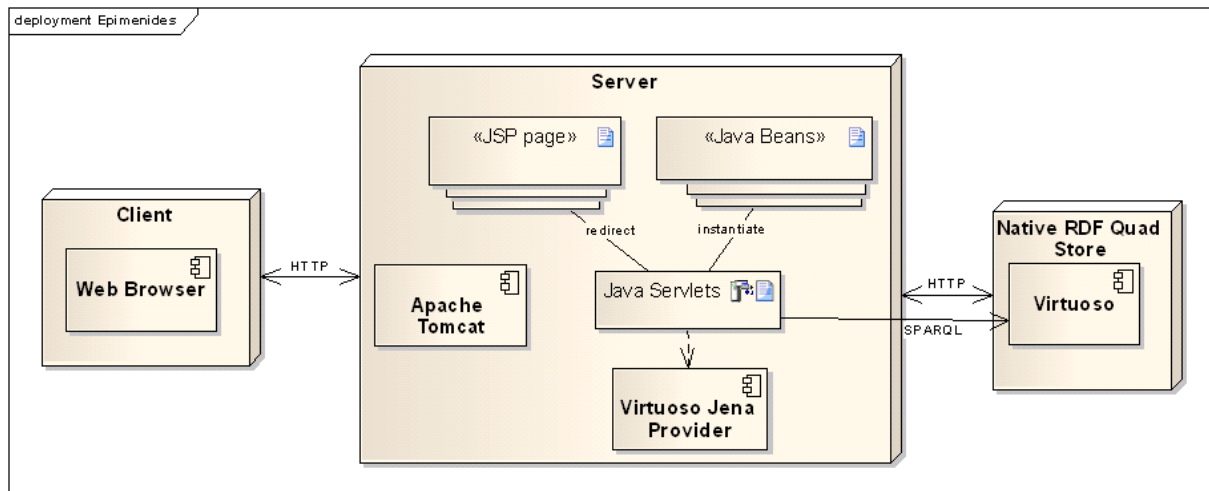 deployment Epimenides
Server
«JSP page»
«Java Beans»
redirect
instantiate
Client
Web Browser
HTTP
Apache
Tomcat
Java Servlets
Virtuoso Jena
Provider
HTTP
SPARQL
Native RDF Quad
Store
Virtuoso